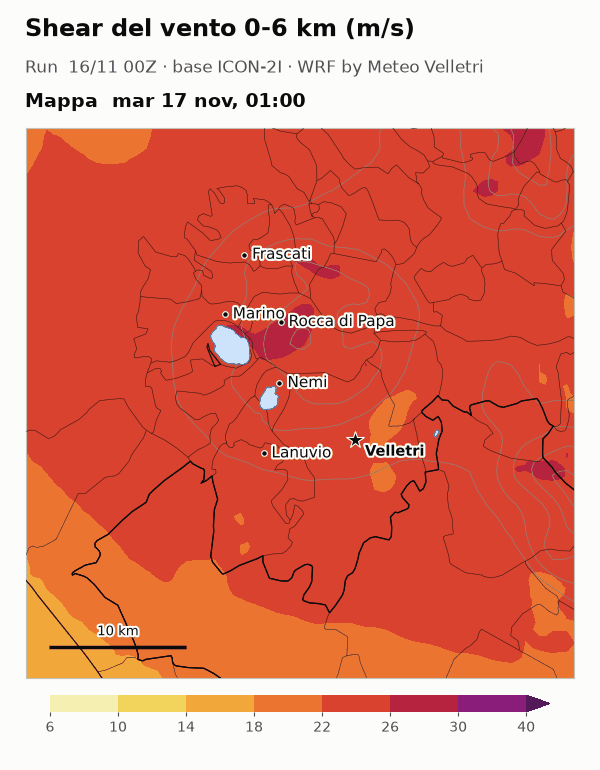 Shear del vento 0-6 km (m/s)
Run 16/11 00Z · base ICON-2I · WRF by Meteo Velletri
Mappa mar 17 nov, 01:00
Frascati
Marino
Rocca di Papa
Nemi
Velletri
Lanuvio
10 km
6 10 14 18 22 26 30 40